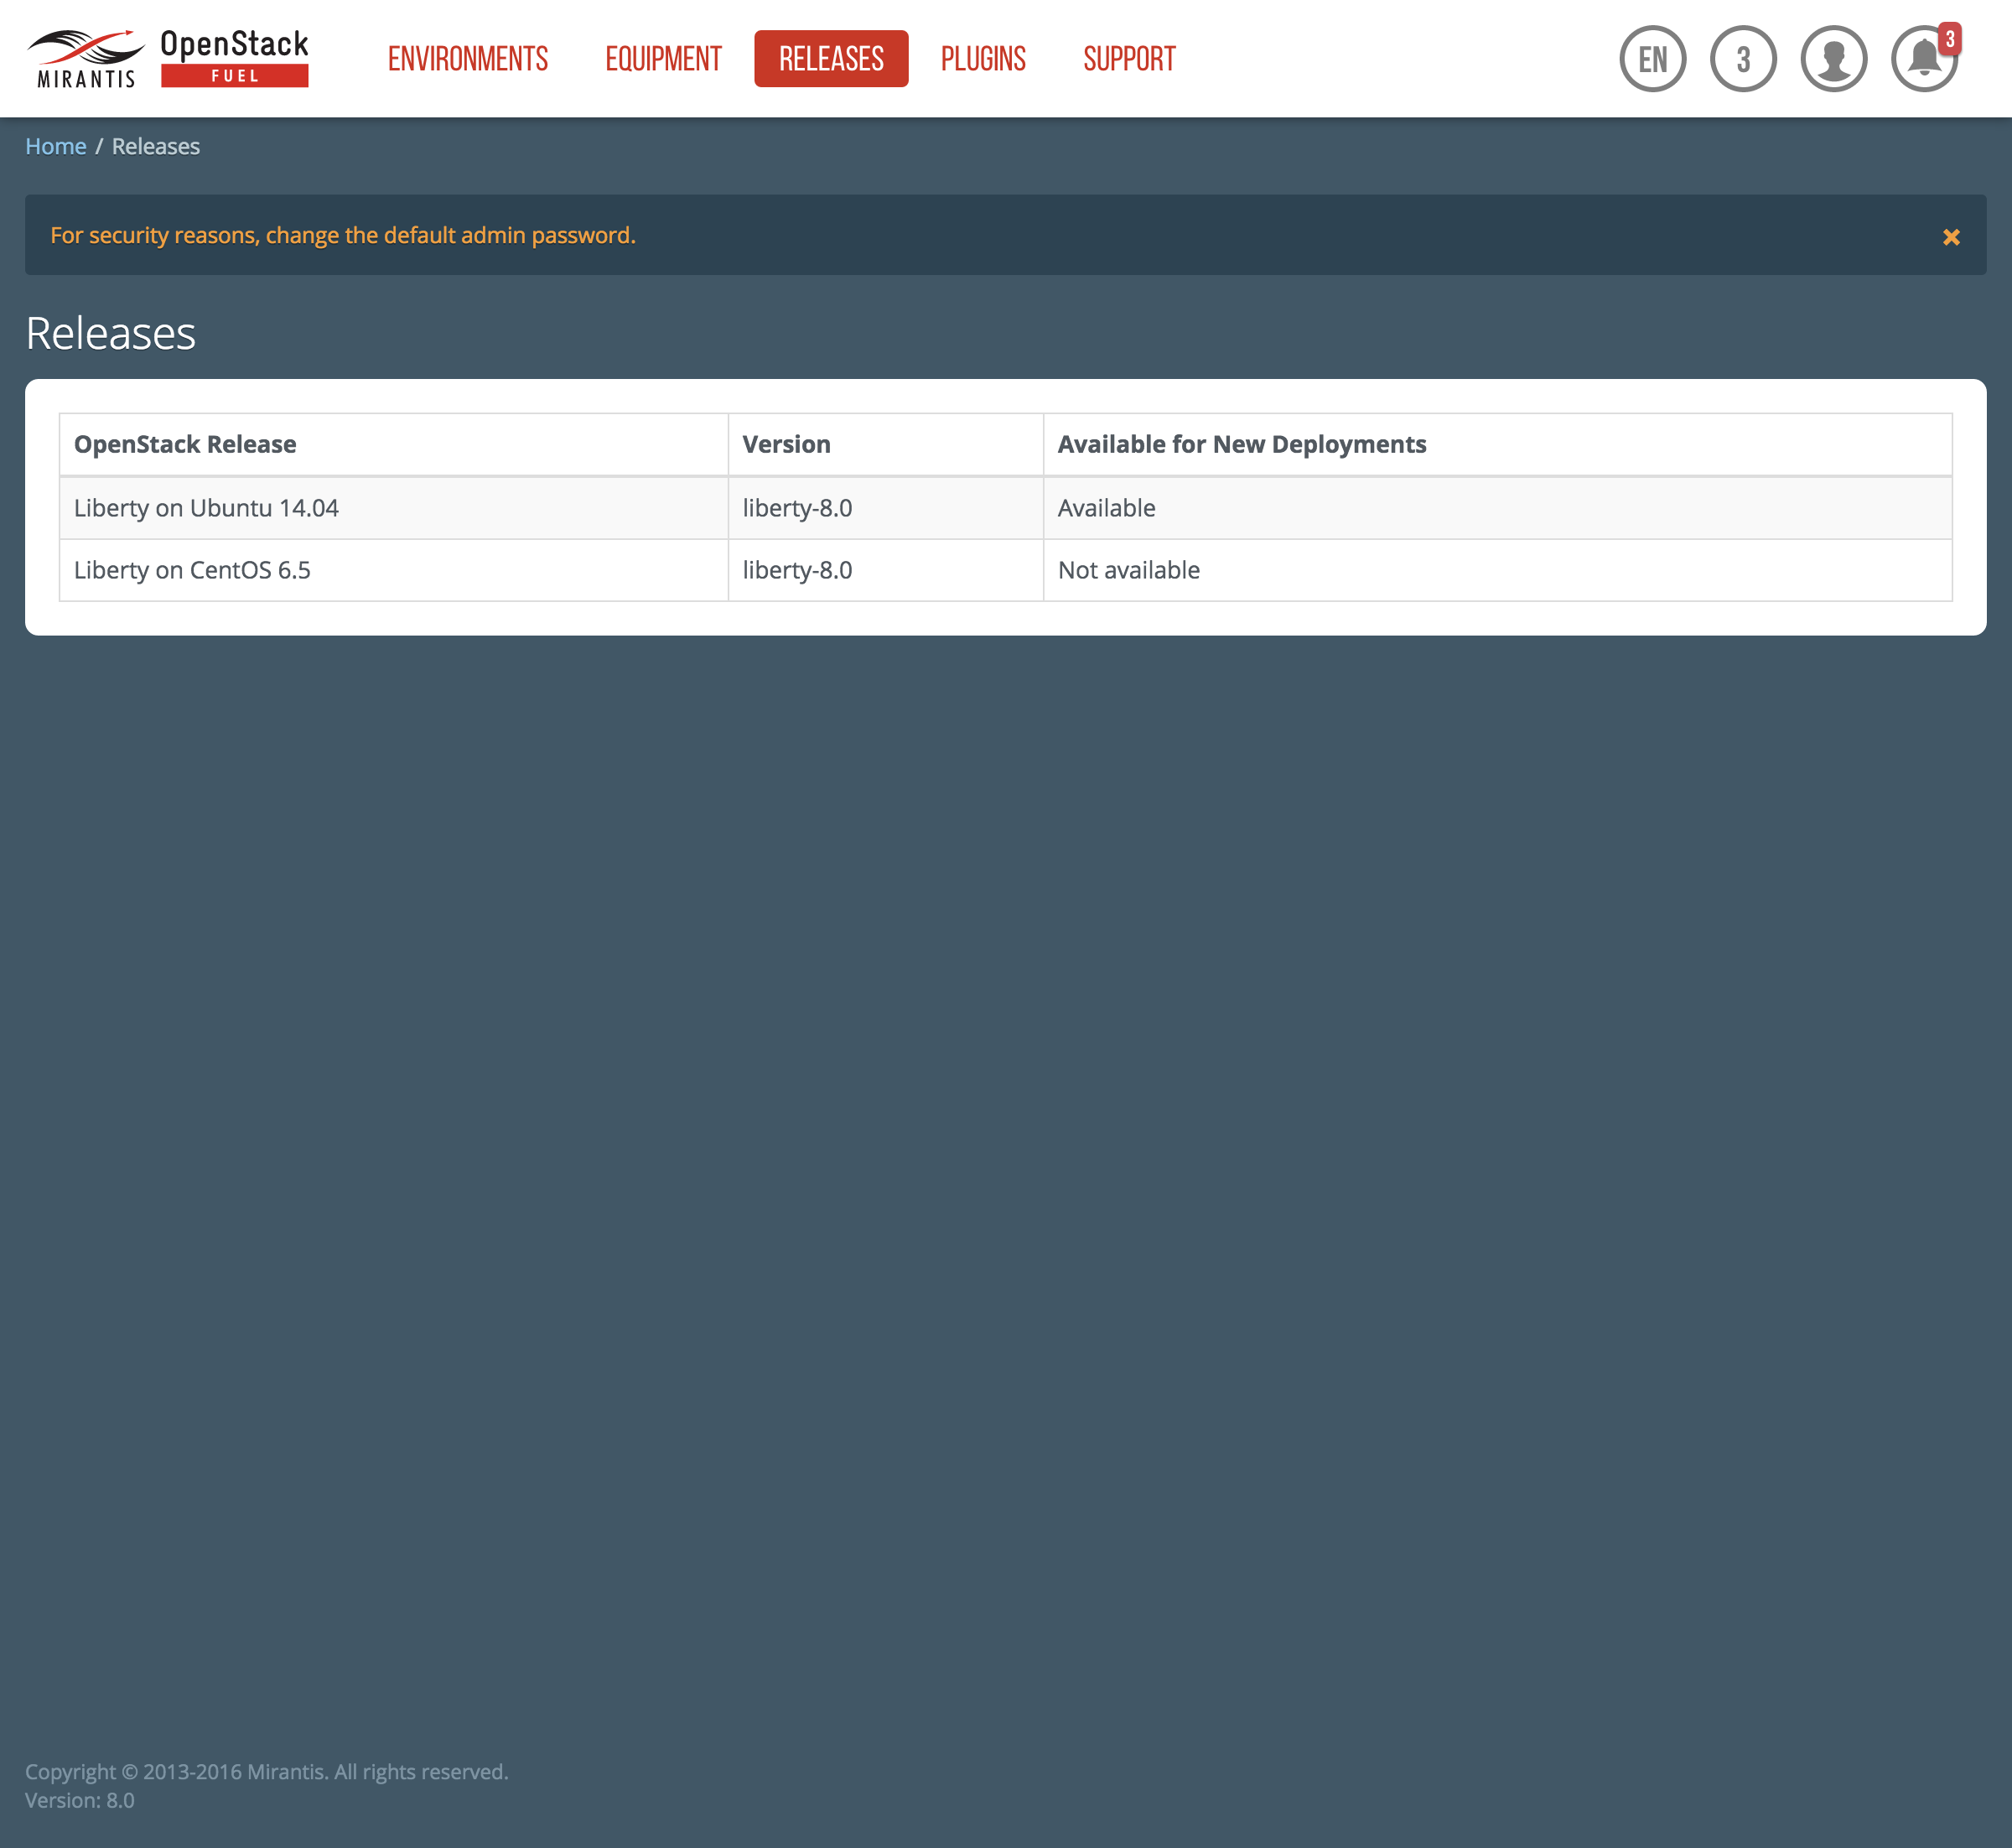 MIRANTIS OpenStack FUEL ENVIRONMENTS EQUIPMENT RELEASES PLUGINS SUPPORT EN 3 3
Home / Releases
For security reasons, change the default admin password.
Releases
OpenStack Release Version Available for New Deployments
Liberty on Ubuntu 14.04 liberty-8.0 Available
Liberty on CentOS 6.5 liberty-8.0 Not available
Copyright © 2013-2016 Mirantis. All rights reserved.
Version: 8.0